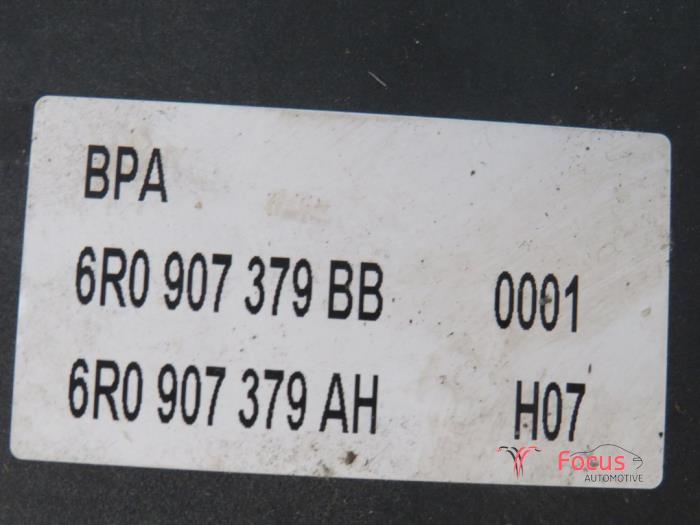 BPA
6R0 907 379 BB 0001
6R0 907 379 AH H07
Focus
AUTOMOTIVE